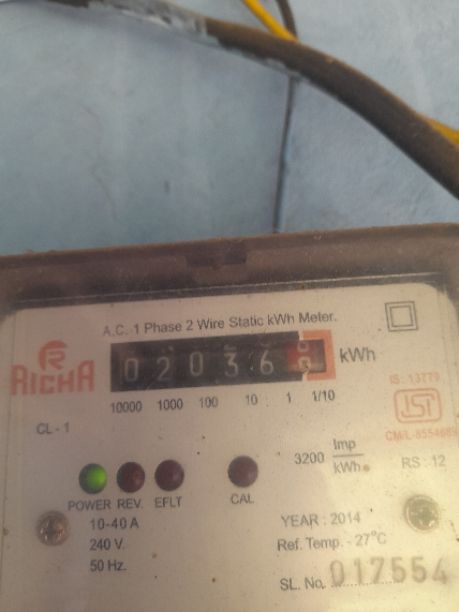 A.C. 1 Phase 2 Wire Static kWh Meter.
R
RICHA
02036 kWh
10000 1000 100 10 1 1/10
IS : 13779
ISI
CL - 1
3200 Imp
kWh
RS : 12
POWER REV. EFLT CAL
10-40 A
240 V.
50 Hz.
YEAR : 2014
Ref. Temp. - 27°C
SL. No. 017554